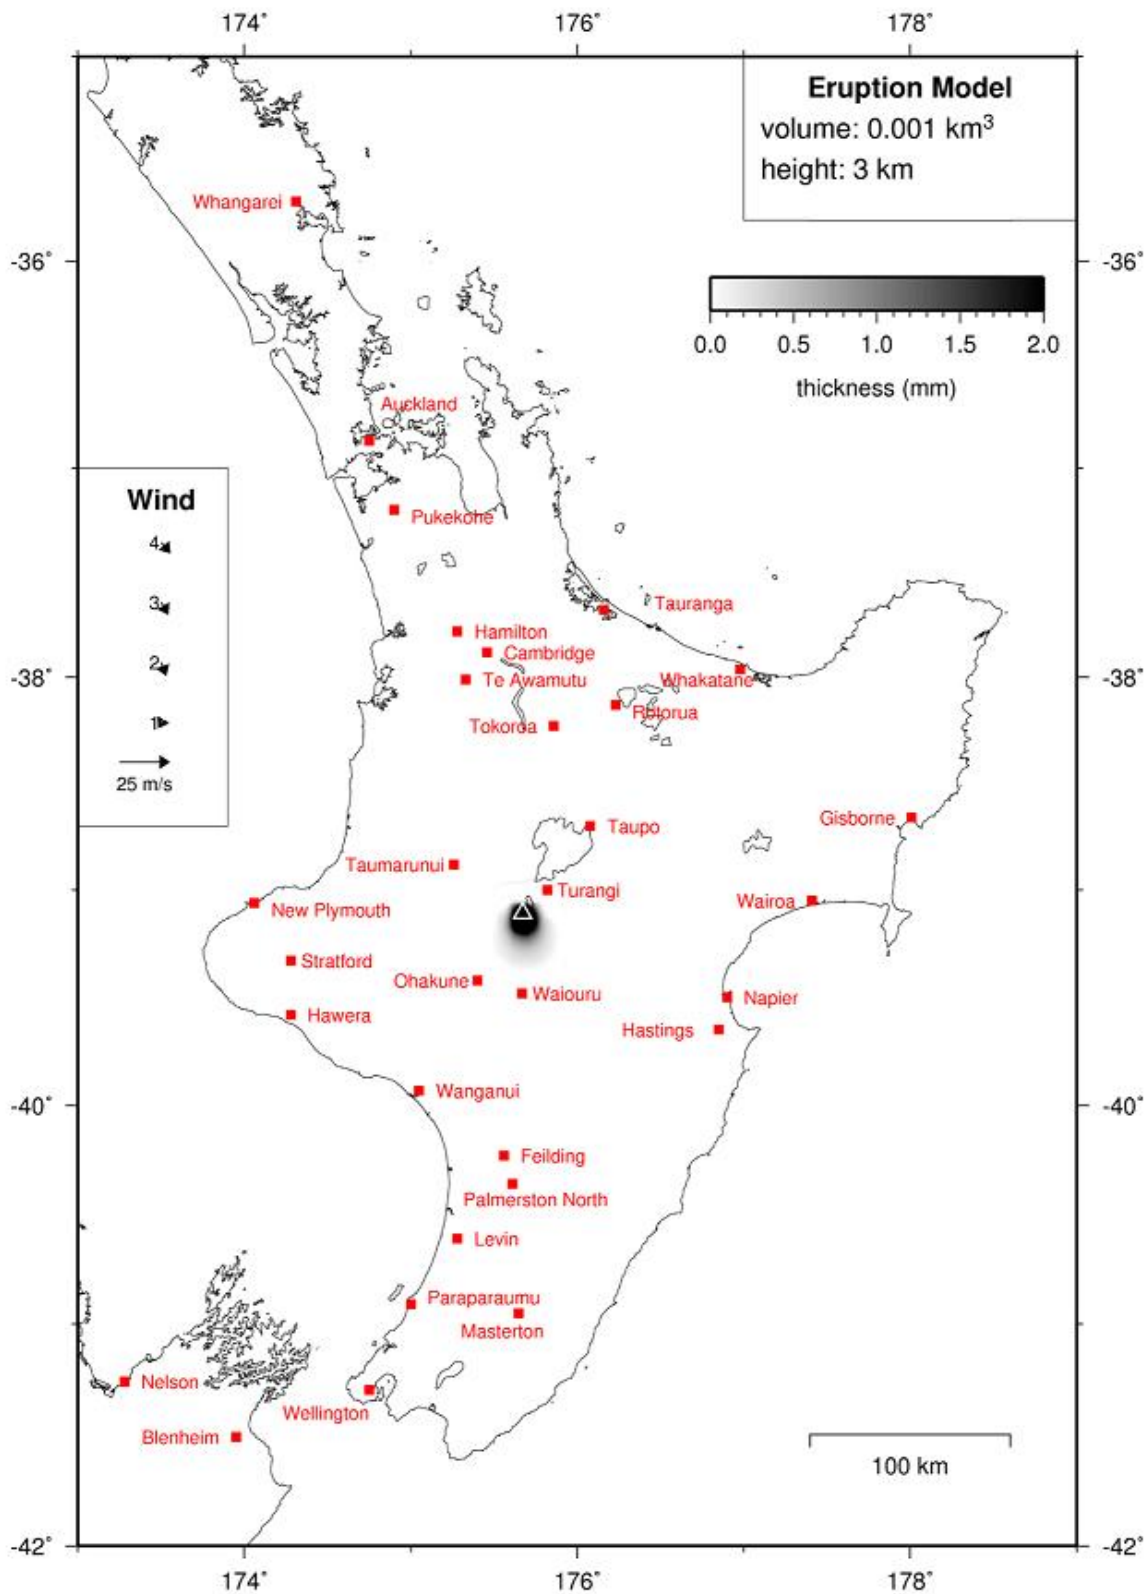 174° 176° 178°
Eruption Model
volume: 0.001 km³
height: 3 km
Whangarei
-36° -36°
0.0 0.5 1.0 1.5 2.0
thickness (mm)
Auckland
Wind
Pukekohe
4
3
Tauranga
Hamilton
Cambridge
2
Te Awamutu
Whakatane
-38° -38°
Rotorua
1
Tokoroa
25 m/s
Gisborne
Taupo
Taumarunui
Turangi
Wairoa
New Plymouth
Stratford
Ohakune
Waiouru
Napier
Hawera
Hastings
Wanganui
-40° -40°
Feilding
Palmerston North
Levin
Paraparaumu
Masterton
Nelson
Wellington
Blenheim
100 km
-42° -42°
174° 176° 178°